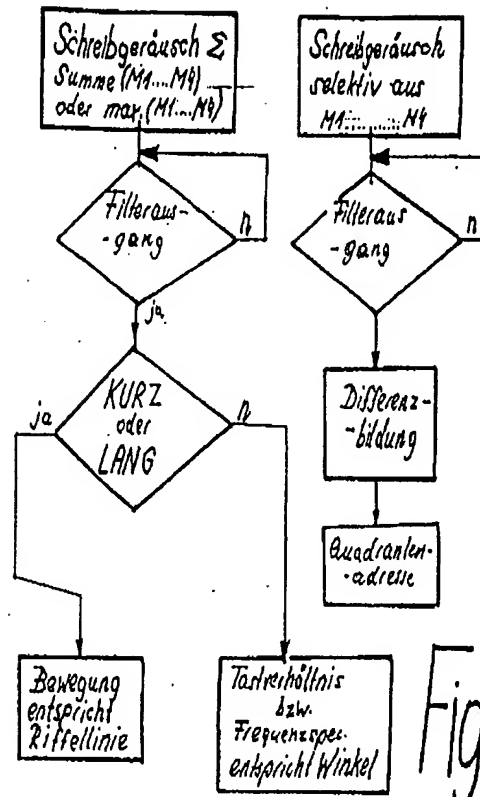 Schreibgeräusch Σ
Summe (M1....M4)
oder max (M1....M4)
Filteraus-
-gang
n
ja
KURZ
oder
LANG
ja
n
Bewegung
entspricht
Riffellinie
Tastverhältnis
bzw.
Frequenzspec.
entspricht Winkel
Schreibgeräusch
selektiv aus
M1..........M4
Filteraus
-gang
n
Differenz-
-bildung
Quadranten-
-adresse
Fig